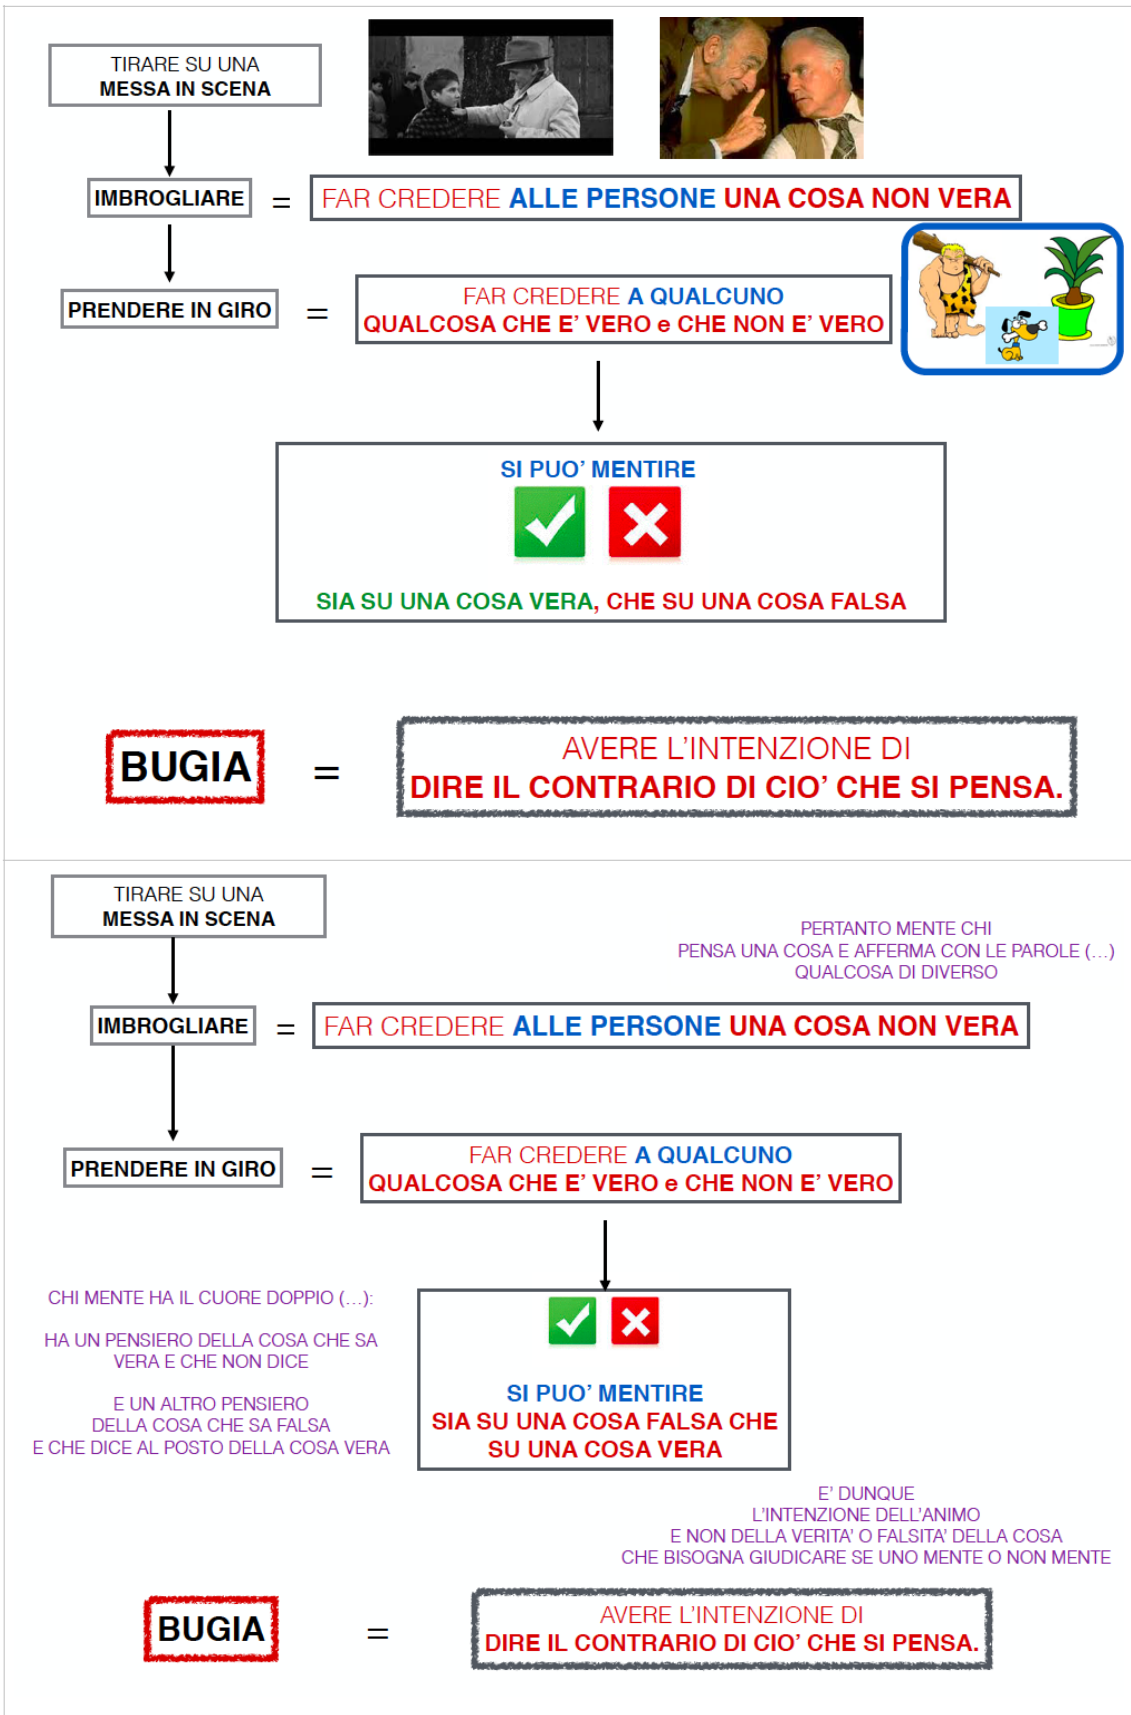 TIRARE SU UNA
MESSA IN SCENA
IMBROGLIARE
=
FAR CREDERE ALLE PERSONE UNA COSA NON VERA
PRENDERE IN GIRO
=
FAR CREDERE A QUALCUNO
QUALCOSA CHE E' VERO e CHE NON E' VERO
SI PUO' MENTIRE
SIA SU UNA COSA VERA, CHE SU UNA COSA FALSA
BUGIA
=
AVERE L'INTENZIONE DI
DIRE IL CONTRARIO DI CIO' CHE SI PENSA.
TIRARE SU UNA
MESSA IN SCENA
PERTANTO MENTE CHI
PENSA UNA COSA E AFFERMA CON LE PAROLE (...)
QUALCOSA DI DIVERSO
IMBROGLIARE
=
FAR CREDERE ALLE PERSONE UNA COSA NON VERA
PRENDERE IN GIRO
=
FAR CREDERE A QUALCUNO
QUALCOSA CHE E' VERO e CHE NON E' VERO
CHI MENTE HA IL CUORE DOPPIO (...):
HA UN PENSIERO DELLA COSA CHE SA
VERA E CHE NON DICE
E UN ALTRO PENSIERO
DELLA COSA CHE SA FALSA
E CHE DICE AL POSTO DELLA COSA VERA
SI PUO' MENTIRE
SIA SU UNA COSA FALSA CHE
SU UNA COSA VERA
E' DUNQUE
L'INTENZIONE DELL'ANIMO
E NON DELLA VERITA' O FALSITA' DELLA COSA
CHE BISOGNA GIUDICARE SE UNO MENTE O NON MENTE
BUGIA
=
AVERE L'INTENZIONE DI
DIRE IL CONTRARIO DI CIO' CHE SI PENSA.